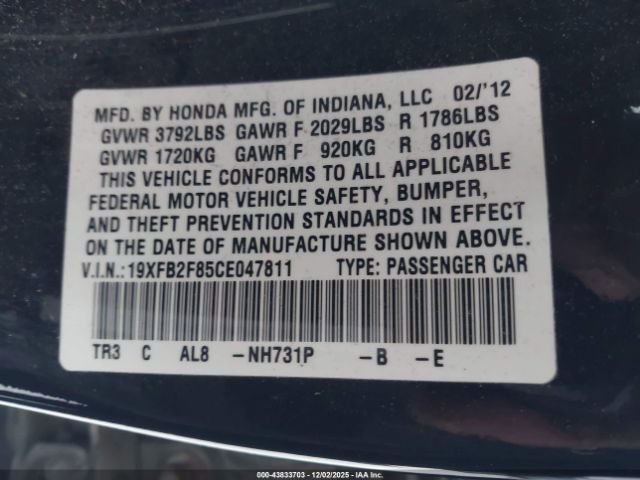 MFD. BY HONDA MFG. OF INDIANA, LLC 02/'12
GVWR 3792LBS GAWR F 2029LBS R 1786LBS
GVWR 1720KG GAWR F 920KG R 810KG
THIS VEHICLE CONFORMS TO ALL APPLICABLE
FEDERAL MOTOR VEHICLE SAFETY, BUMPER,
AND THEFT PREVENTION STANDARDS IN EFFECT
ON THE DATE OF MANUFACTURE SHOWN ABOVE.
V.I.N.:19XFB2F85CE047811 TYPE: PASSENGER CAR
TR3 C AL8 -NH731P -B -E
000-43833703 - 12/02/2025 - IAAI.COM